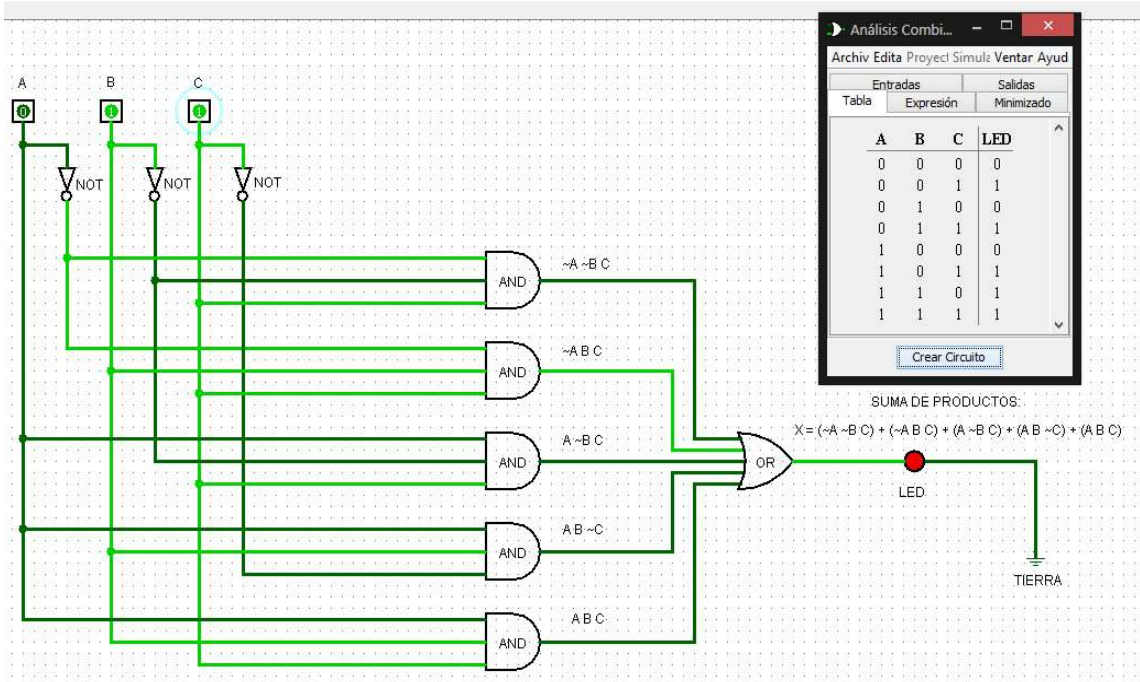 Análisis Combi...
Archiv Edita Proyect Simula Ventar Ayud
Entradas Salidas
Tabla Expresión Minimizado
A B C LED
0 0 0 0
0 0 1 1
0 1 0 0
0 1 1 1
1 0 0 0
1 0 1 1
1 1 0 1
1 1 1 1
Crear Circuito
A B C
0 1 1
NOT NOT NOT
~A ~B C
AND
~A B C
AND
A ~B C
AND
A B ~C
AND
A B C
AND
OR
SUMA DE PRODUCTOS:
X = (~A ~B C) + (~A B C) + (A ~B C) + (A B ~C) + (A B C)
LED
TIERRA